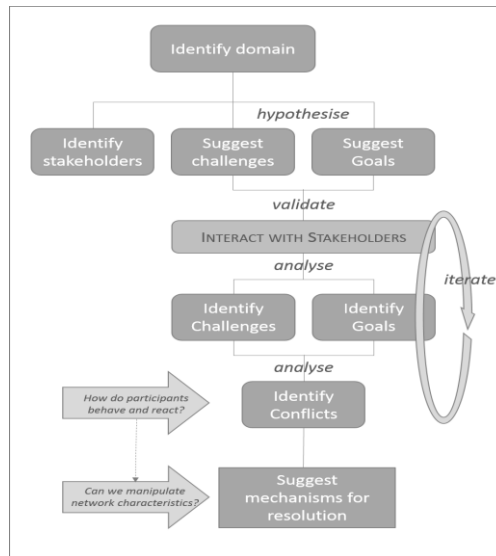 Identify domain
hypothesise
Identify
stakeholders
Suggest
challenges
Suggest
Goals
validate
INTERACT WITH STAKEHOLDERS
analyse
iterate
Identify
Challenges
Identify
Goals
analyse
How do participants
behave and react?
Identify
Conflicts
Can we manipulate
network characteristics?
Suggest
mechanisms for
resolution